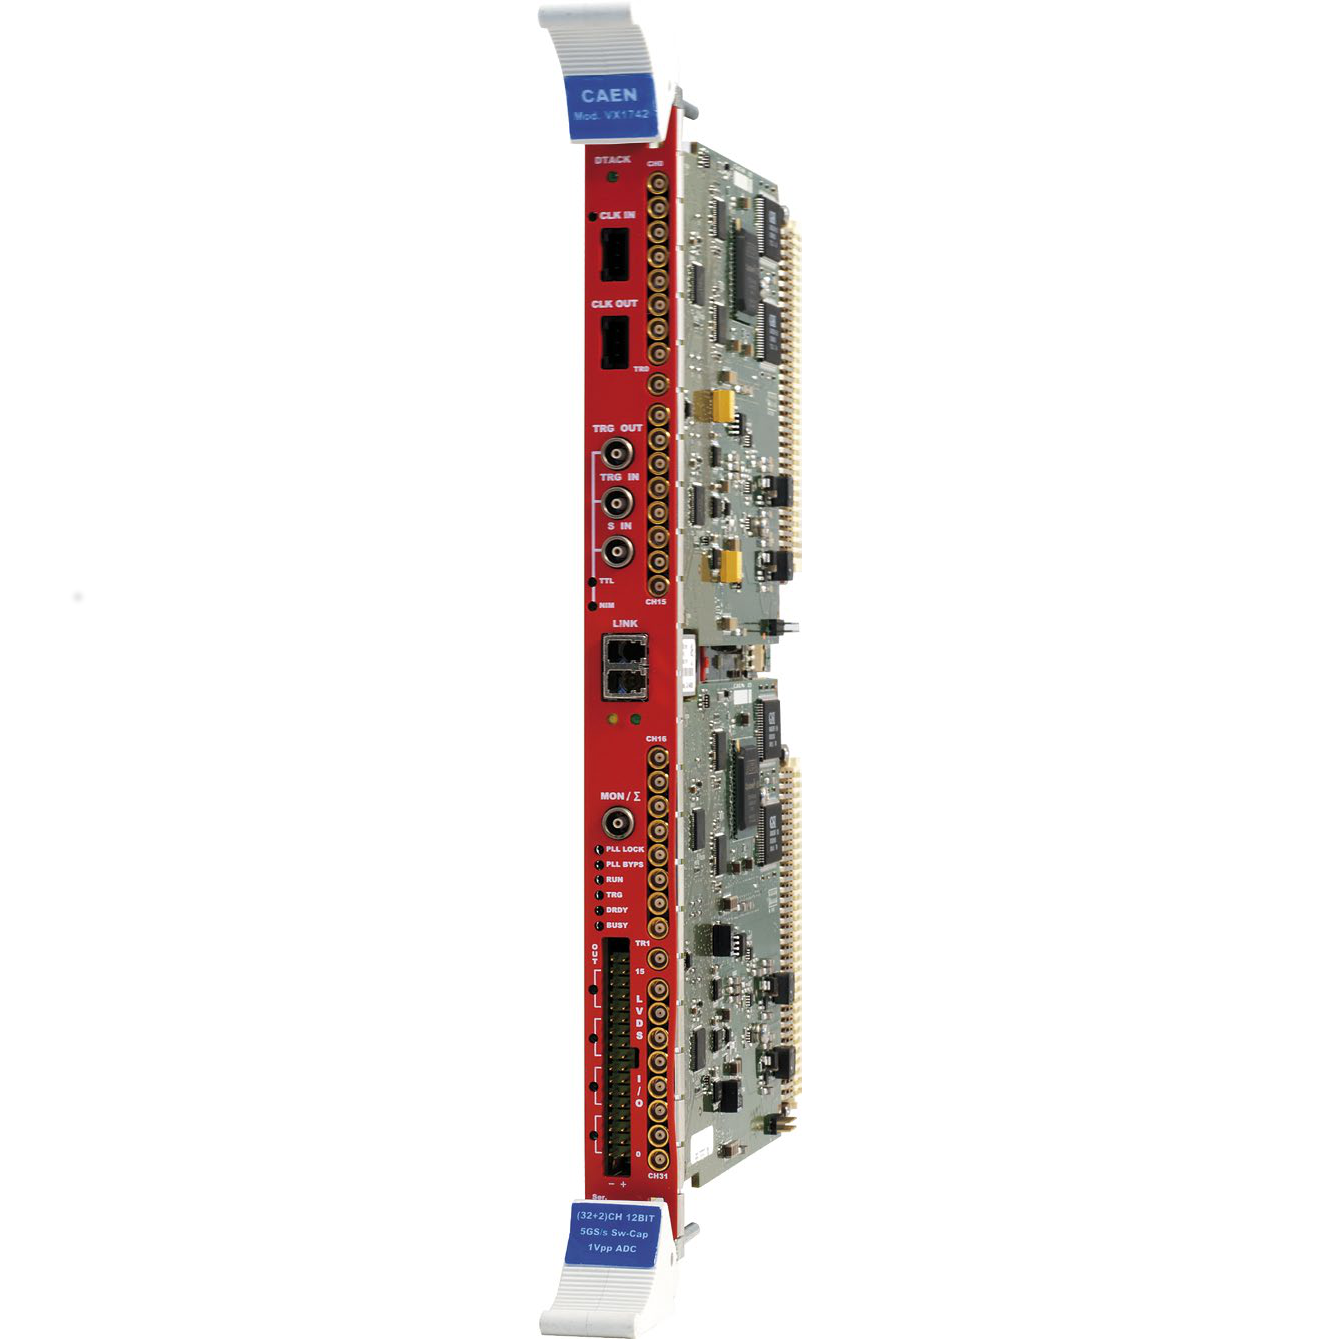 CAEN
Mod. VX1742
DTACK
CH0
CLK IN
CLK OUT
TR0
TRG OUT
TRG IN
S IN
TTL
CH15
NIM
LINK
CH16
MON / Σ
PLL LOCK
PLL BYPS
RUN
TRG
DRDY
BUSY
OUT
TR1
15
LVDS
I/O
0
CH31
− +
Ser.
(32+2)CH 12BIT
5GS/s Sw-Cap
1Vpp ADC